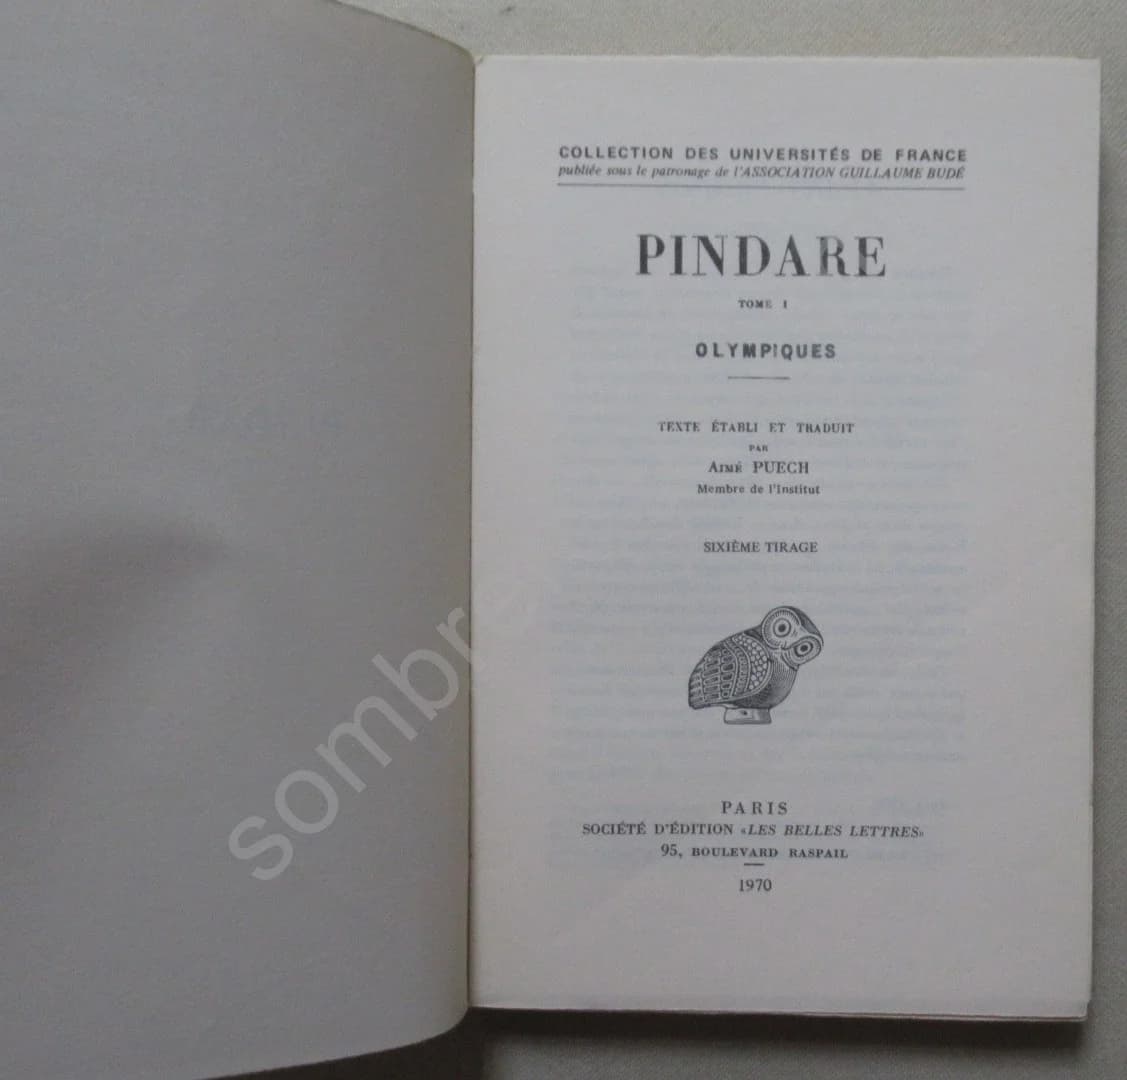 COLLECTION DES UNIVERSITÉS DE FRANCE
publiée sous le patronage de l'ASSOCIATION GUILLAUME BUDÉ
PINDARE
TOME I
OLYMPIQUES
TEXTE ÉTABLI ET TRADUIT
PAR
AIMÉ PUECH
Membre de l'Institut
SIXIÈME TIRAGE
PARIS
SOCIÉTÉ D'ÉDITION «LES BELLES LETTRES»
95, BOULEVARD RASPAIL
1970